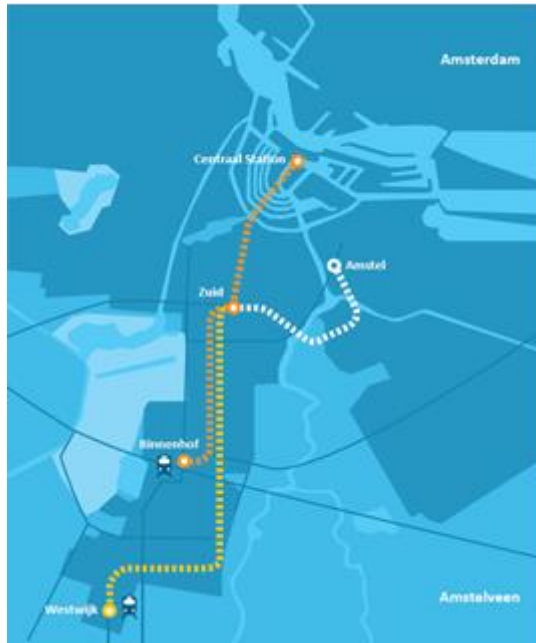 Amsterdam
Centraal Station
Amstel
Zuid
Binnenhof
Westwijk
Amstelveen